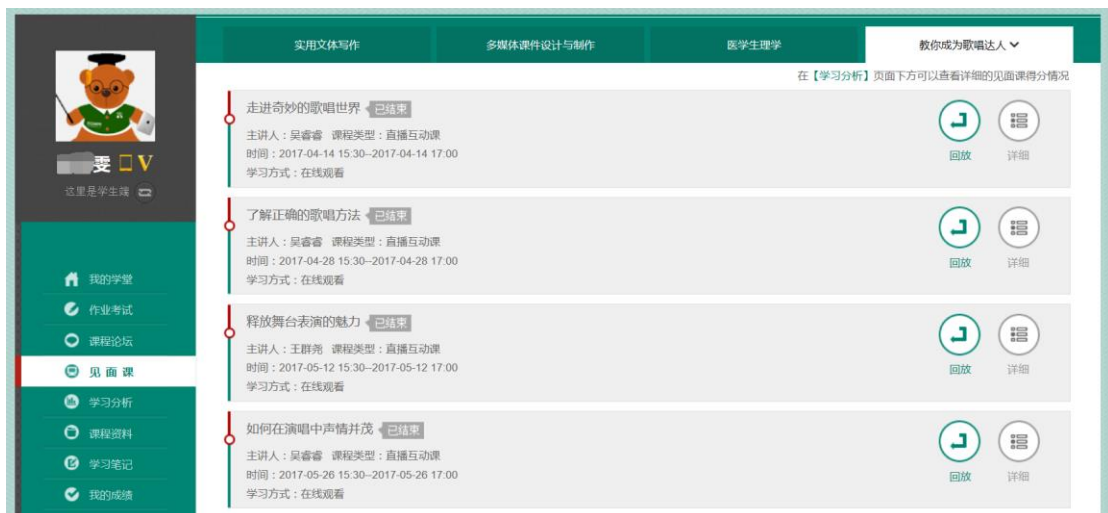 实用文体写作
多媒体课件设计与制作
医学生理学
教你成为歌唱达人
在【学习分析】页面下方可以查看详细的见面课得分情况
雯 V
这里是学生端
我的学堂
作业考试
课程论坛
见面课
学习分析
课程资料
学习笔记
我的成绩
走进奇妙的歌唱世界 已结束
主讲人：吴睿睿 课程类型：直播互动课
时间：2017-04-14 15:30--2017-04-14 17:00
学习方式：在线观看
回放 详细
了解正确的歌唱方法 已结束
主讲人：吴睿睿 课程类型：直播互动课
时间：2017-04-28 15:30--2017-04-28 17:00
学习方式：在线观看
回放 详细
释放舞台表演的魅力 已结束
主讲人：王群尧 课程类型：直播互动课
时间：2017-05-12 15:30--2017-05-12 17:00
学习方式：在线观看
回放 详细
如何在演唱中声情并茂 已结束
主讲人：吴睿睿 课程类型：直播互动课
时间：2017-05-26 15:30--2017-05-26 17:00
学习方式：在线观看
回放 详细